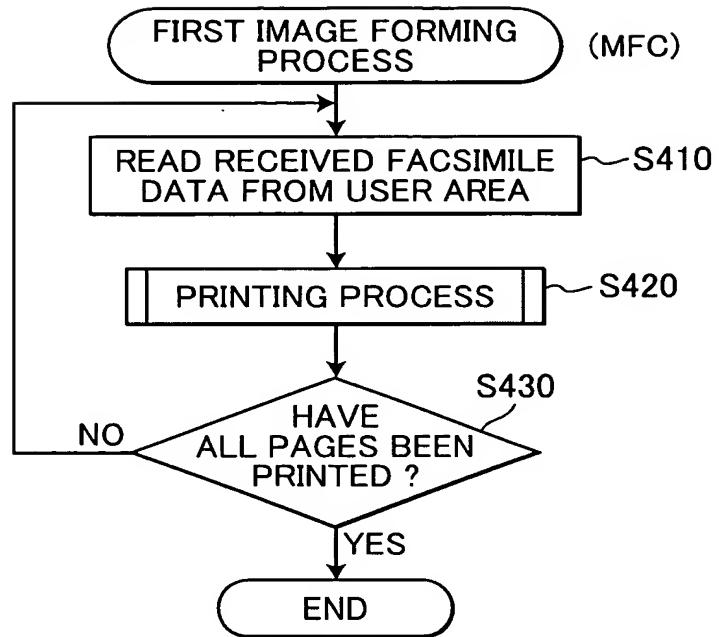 FIRST IMAGE FORMING
PROCESS
(MFC)
READ RECEIVED FACSIMILE
DATA FROM USER AREA
S410
PRINTING PROCESS
S420
S430
HAVE
ALL PAGES BEEN
PRINTED ?
NO
YES
END